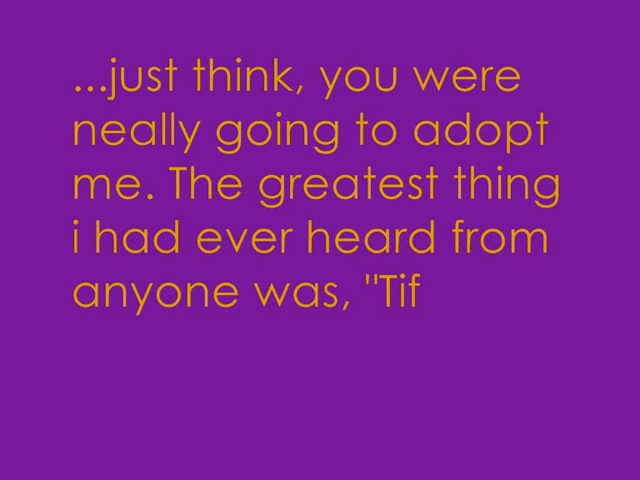 ...just think, you were
neally going to adopt
me. The greatest thing
i had ever heard from
anyone was, "Tif